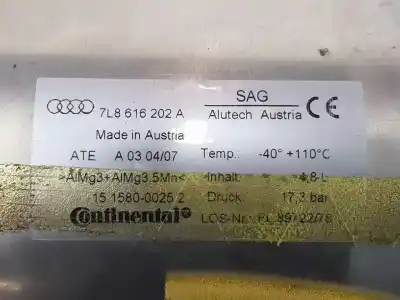 7L8 616 202 A
SAG
Alutech Austria CE
Made in Austria
ATE A 03 04/07
Temp.: -40° +110°C
>AlMg3+AlMg3.5Mn<
Inhalt: 4,8 L
15.1580-0025.2
Druck: 17,3 bar
Continental
LOS-Nr.: